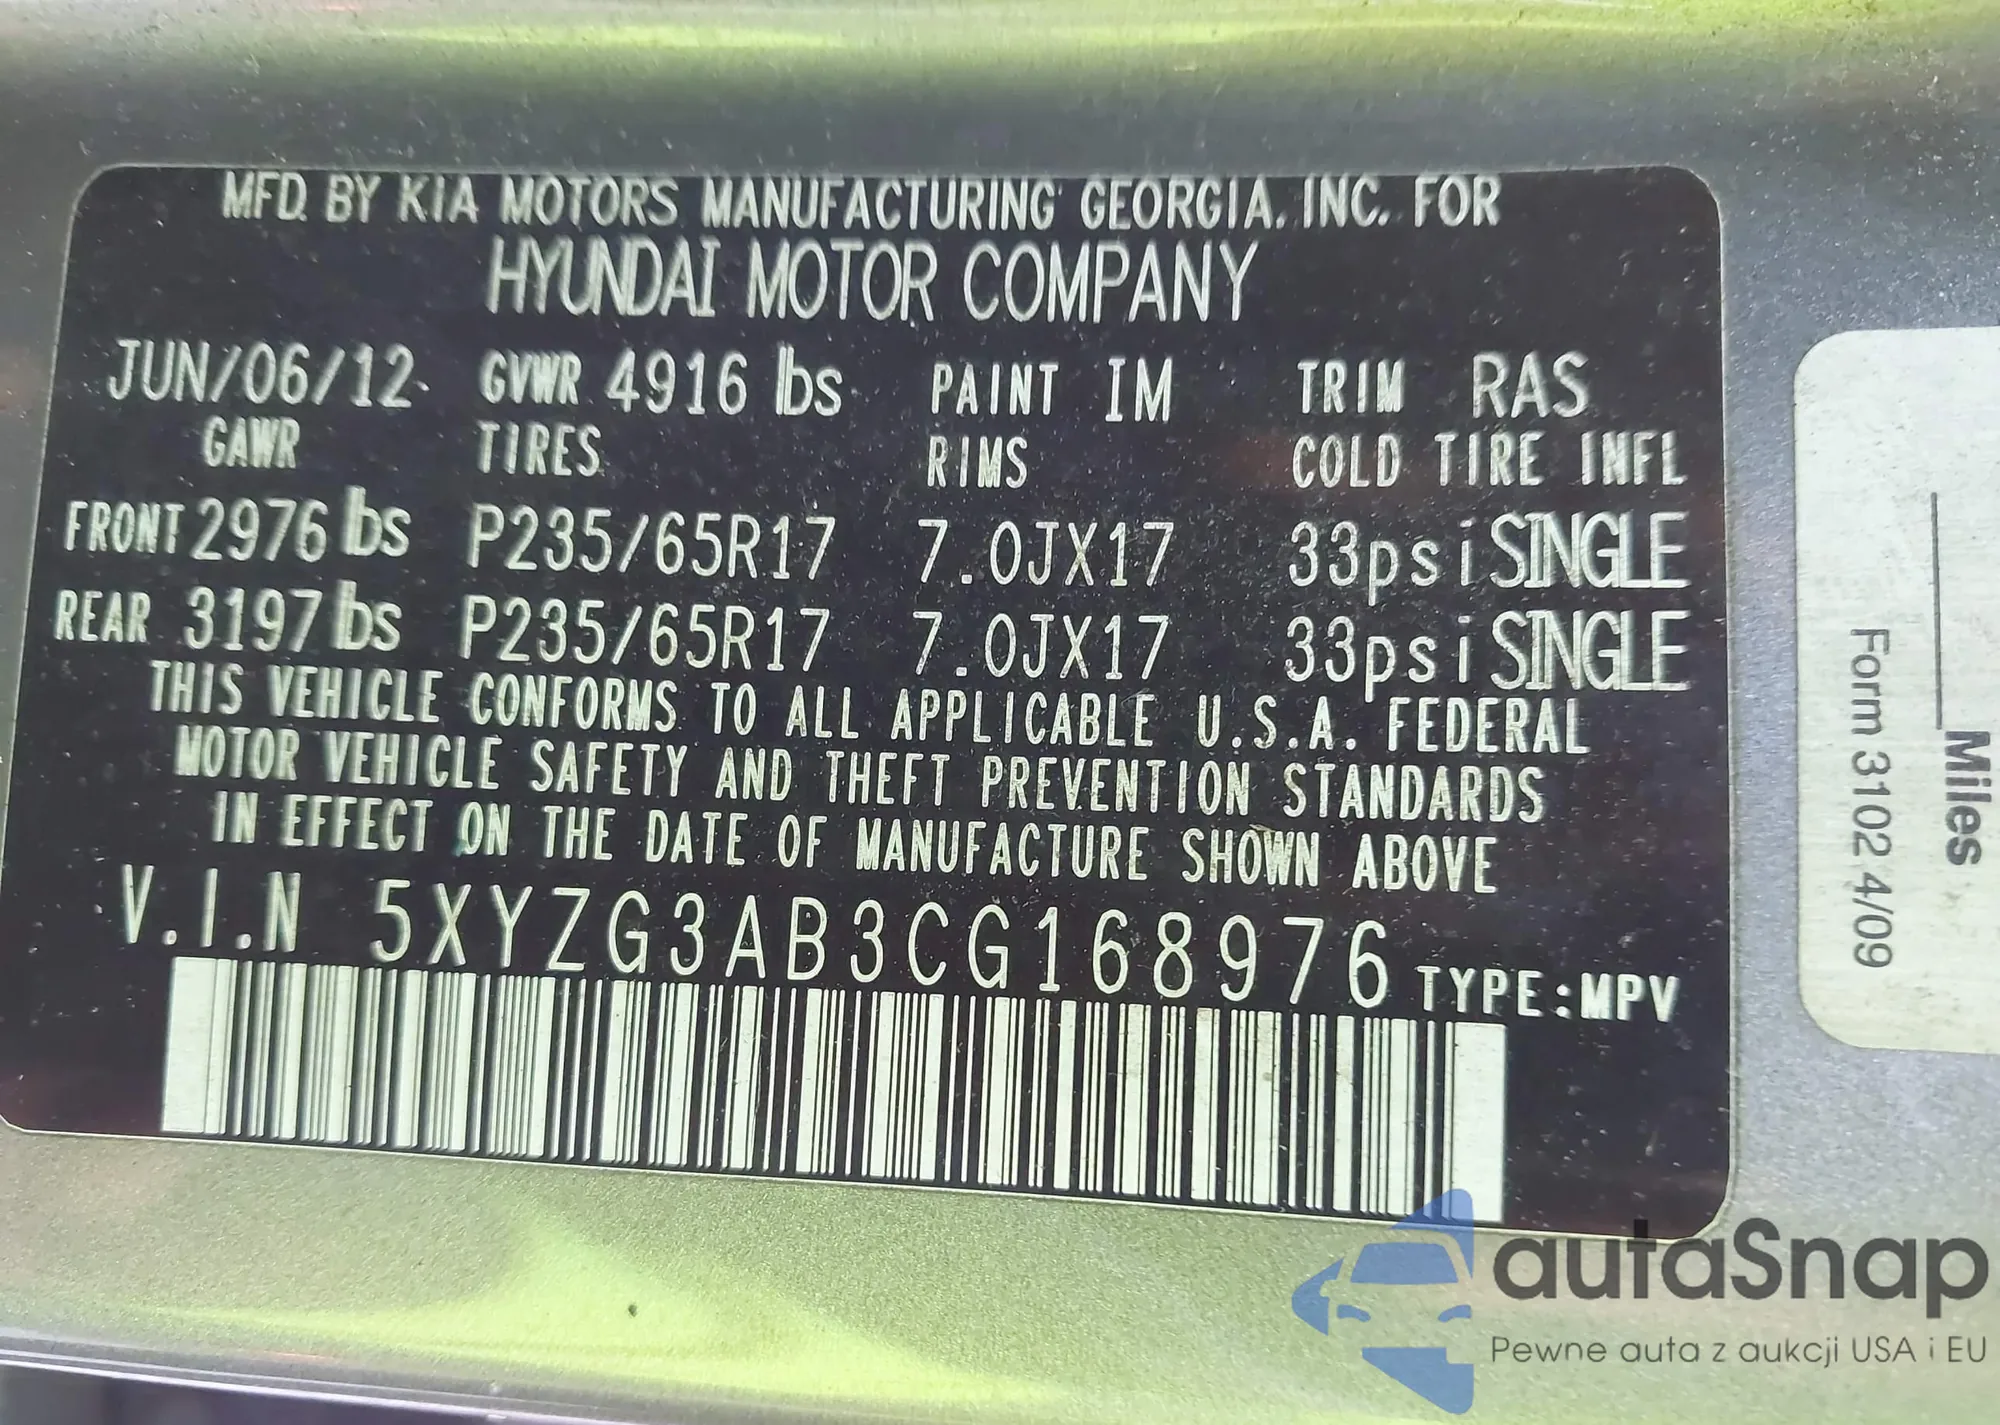 MFD. BY KIA MOTORS MANUFACTURING GEORGIA, INC. FOR
HYUNDAI MOTOR COMPANY
JUN/06/12 GVWR 4916 lbs PAINT IM TRIM RAS
GAWR TIRES RIMS COLD TIRE INFL
FRONT 2976 lbs P235/65R17 7.0JX17 33psi SINGLE
REAR 3197 lbs P235/65R17 7.0JX17 33psi SINGLE
THIS VEHICLE CONFORMS TO ALL APPLICABLE U.S.A. FEDERAL
MOTOR VEHICLE SAFETY AND THEFT PREVENTION STANDARDS
IN EFFECT ON THE DATE OF MANUFACTURE SHOWN ABOVE
V.I.N 5XYZG3AB3CG168976 TYPE:MPV
Miles
Form 3102 4/09
autaSnap
Pewne auta z aukcji USA i EU